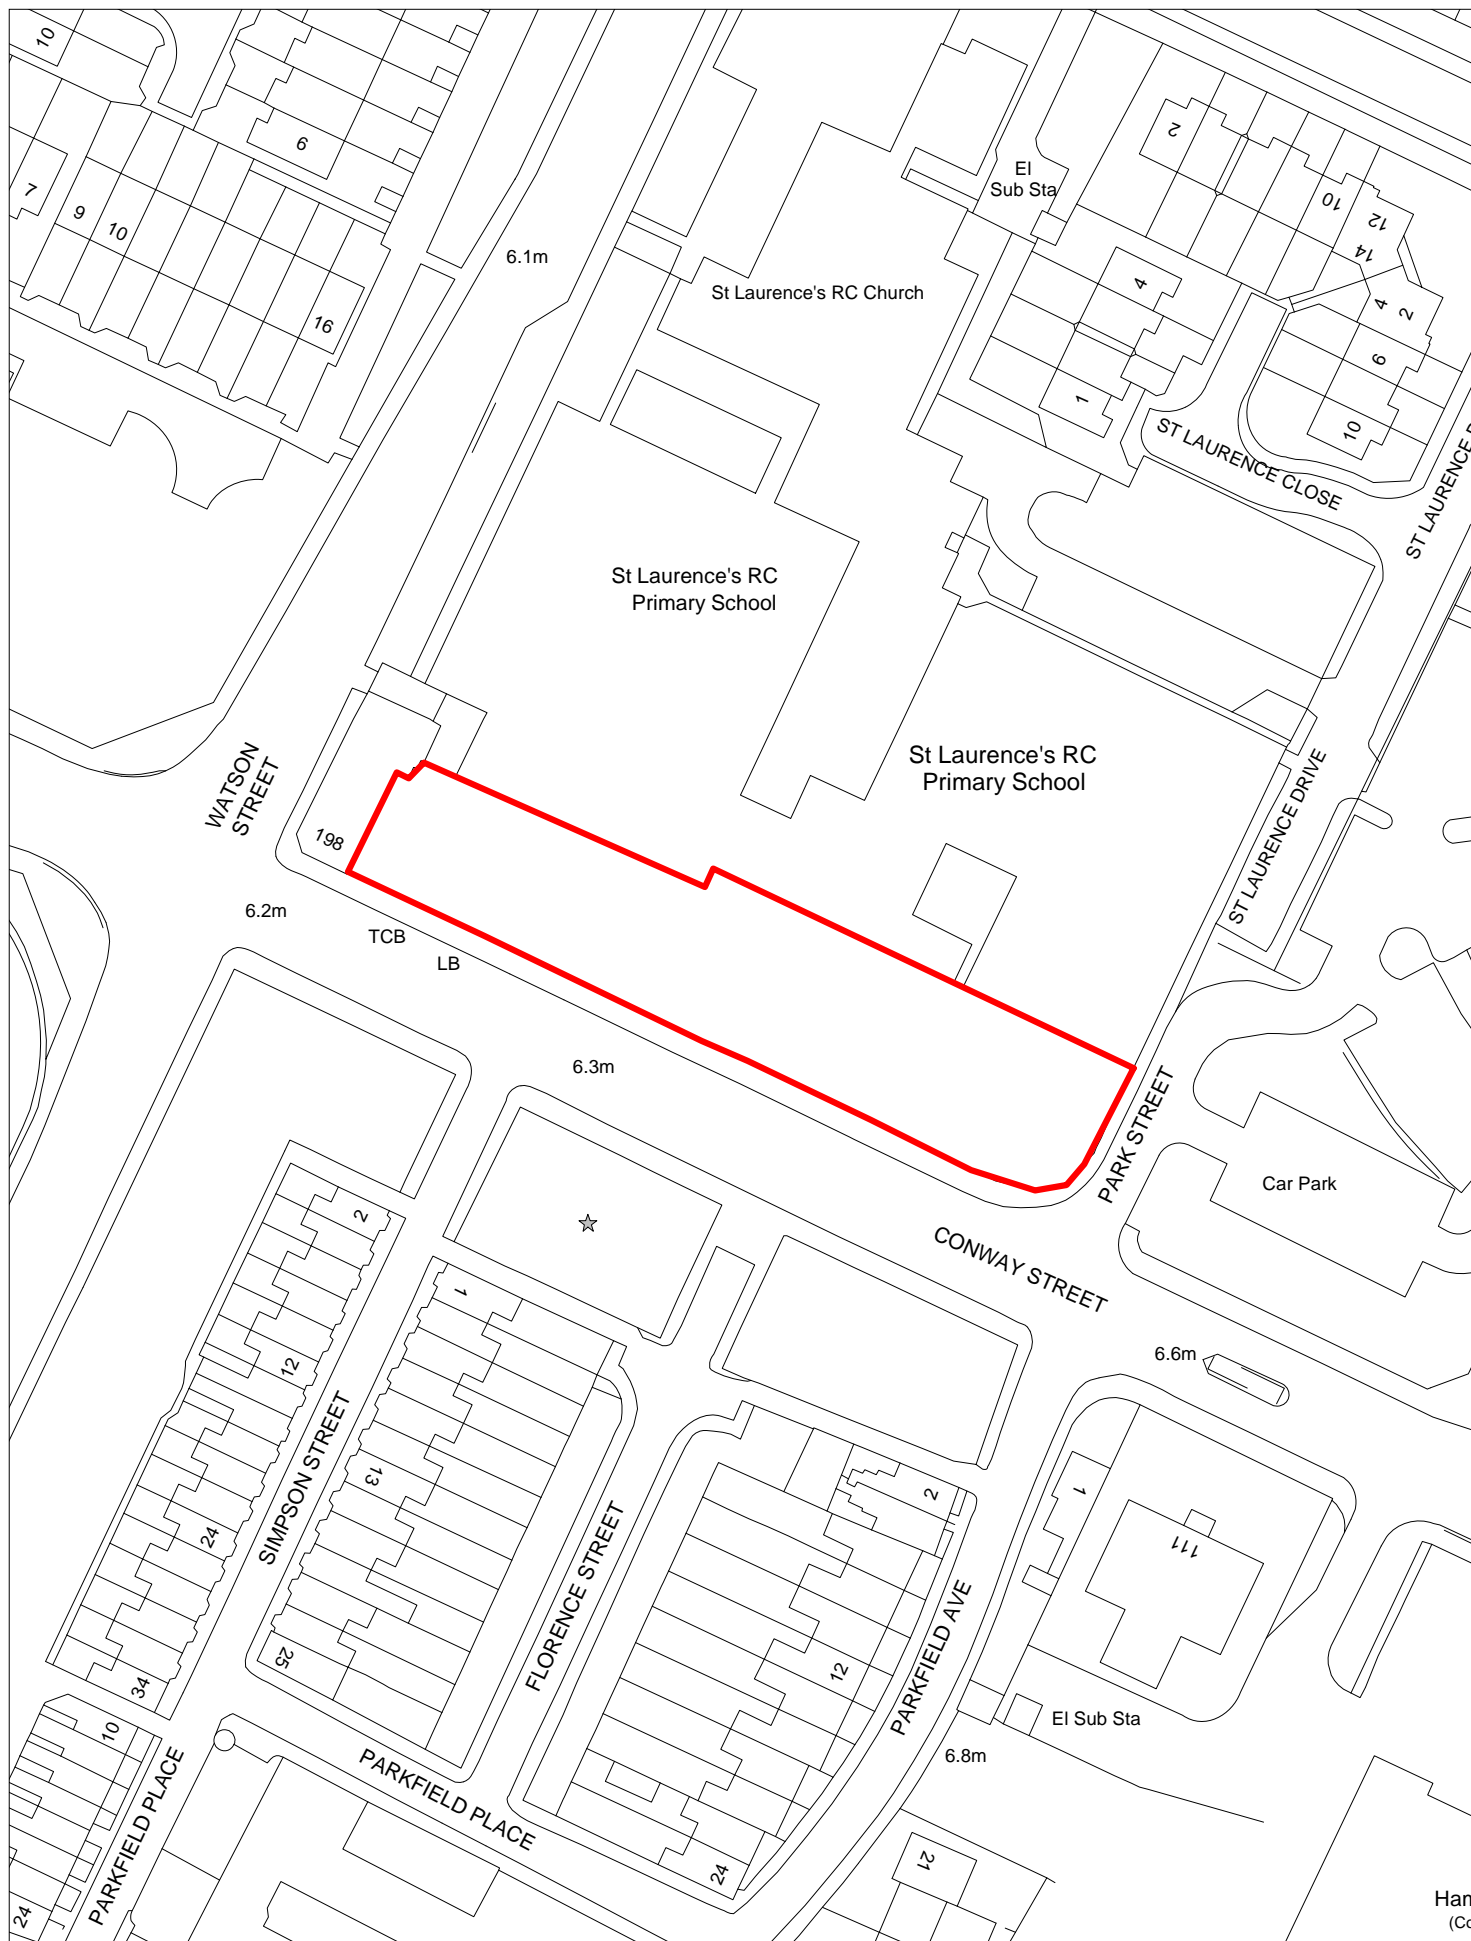 10
6
7
9
10
16
6.1m
El
Sub Sta
2
10
12
14
4
4
2
6
1
10
St Laurence's RC Church
ST LAURENCE CLOSE
ST LAURENCE
St Laurence's RC
Primary School
St Laurence's RC
Primary School
WATSON
STREET
198
ST LAURENCE DRIVE
6.2m
TCB
LB
6.3m
PARK STREET
Car Park
CONWAY STREET
2
1
12
13
24
25
34
SIMPSON STREET
FLORENCE STREET
6.6m
2
12
24
PARKFIELD AVE
1
111
El Sub Sta
6.8m
10
24
PARKFIELD PLACE
PARKFIELD PLACE
21
Ham
(Co